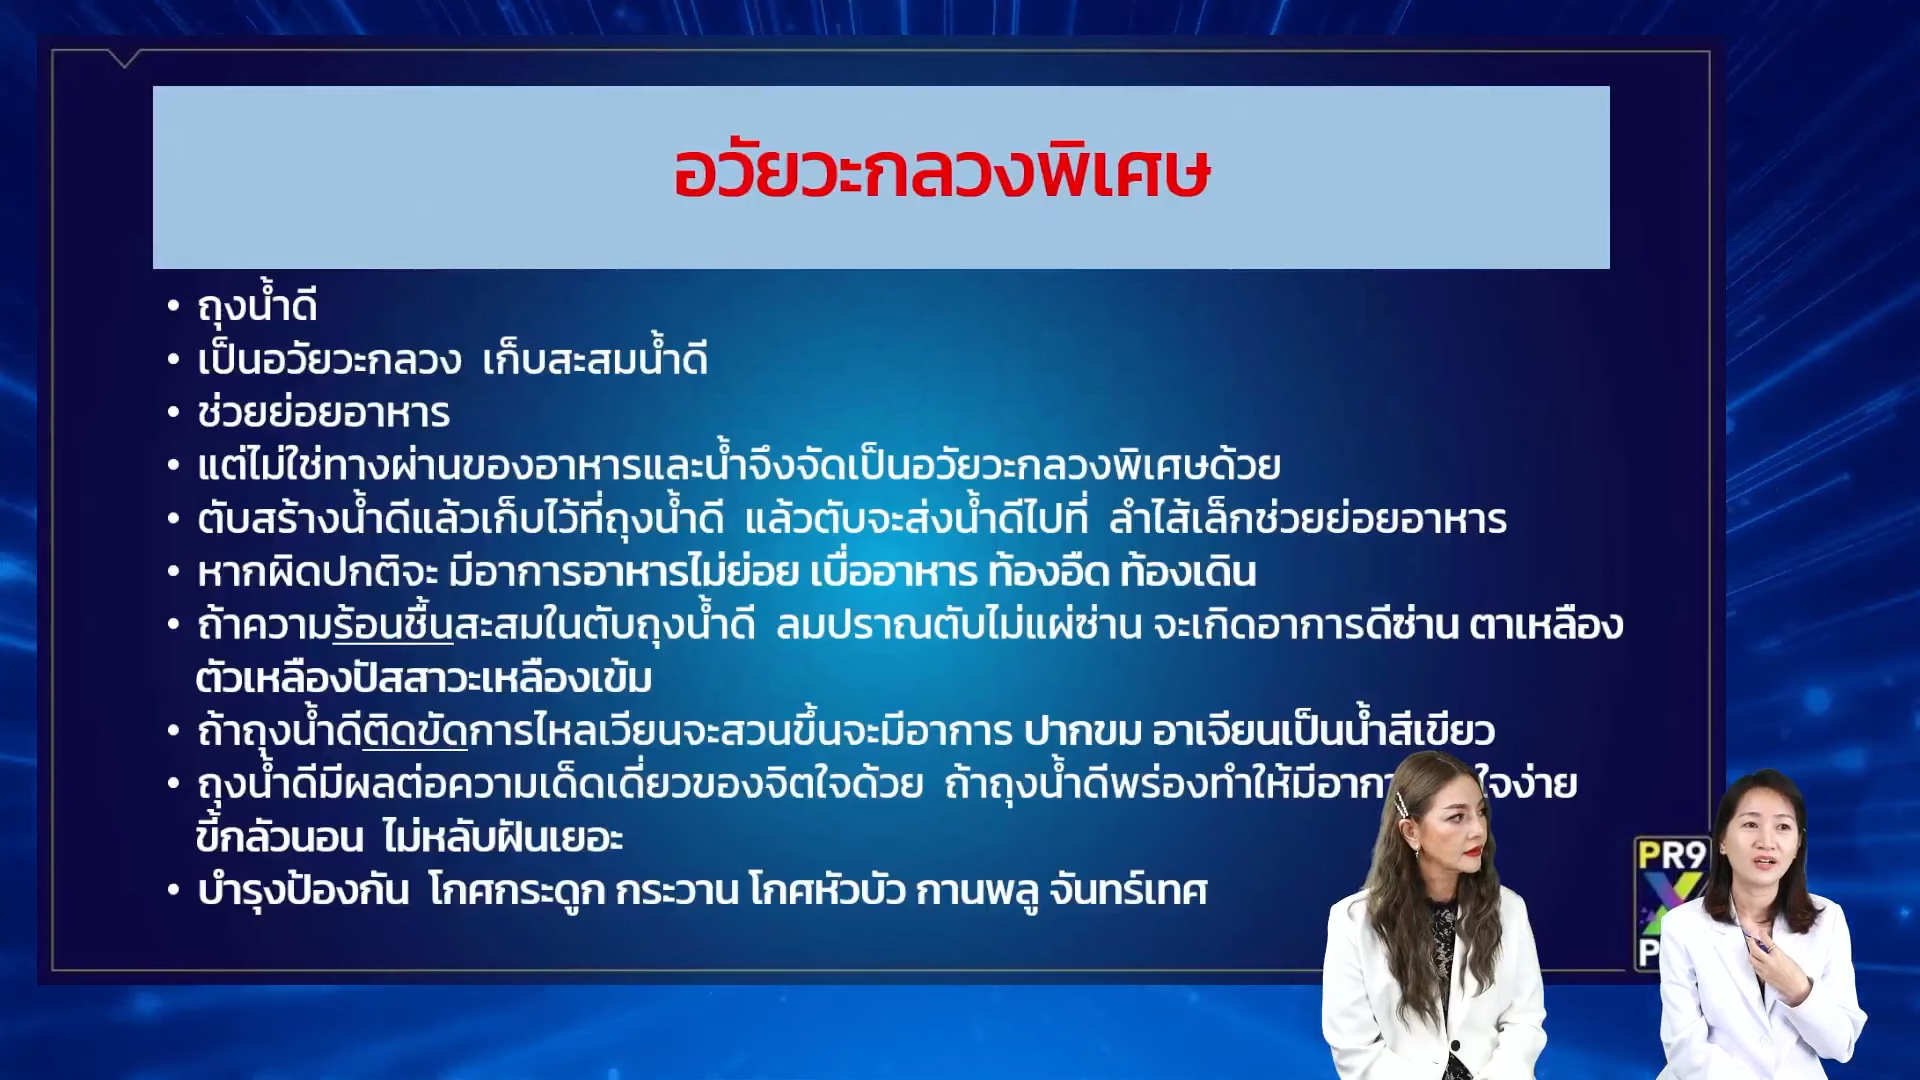 อวัยวะกลวงพิเศษ
• ถุงน้ำดี
• เป็นอวัยวะกลวง เก็บสะสมน้ำดี
• ช่วยย่อยอาหาร
• แต่ไม่ใช่ทางผ่านของอาหารและน้ำจึงจัดเป็นอวัยวะกลวงพิเศษด้วย
• ตับสร้างน้ำดีแล้วเก็บไว้ที่ถุงน้ำดี แล้วตับจะส่งน้ำดีไปที่ ลำไส้เล็กช่วยย่อยอาหาร
• หากผิดปกติจะ มีอาการอาหารไม่ย่อย เบื่ออาหาร ท้องอืด ท้องเดิน
• ถ้าความร้อนชื้นสะสมในตับถุงน้ำดี ลมปราณตับไม่แผ่ซ่าน จะเกิดอาการดีซ่าน ตาเหลือง
ตัวเหลืองปัสสาวะเหลืองเข้ม
• ถ้าถุงน้ำดีติดขัดการไหลเวียนจะสวนขึ้นจะมีอาการ ปากขม อาเจียนเป็นน้ำสีเขียว
• ถุงน้ำดีมีผลต่อความเด็ดเดี่ยวของจิตใจด้วย ถ้าถุงน้ำดีพร่องทำให้มี ใจง่าย
ขี้กลัวนอน ไม่หลับฝันเยอะ
• บำรุงป้องกัน โกศกระดูก กระวาน โกศหัวบัว กานพลู จันทร์เทศ
PR9
X